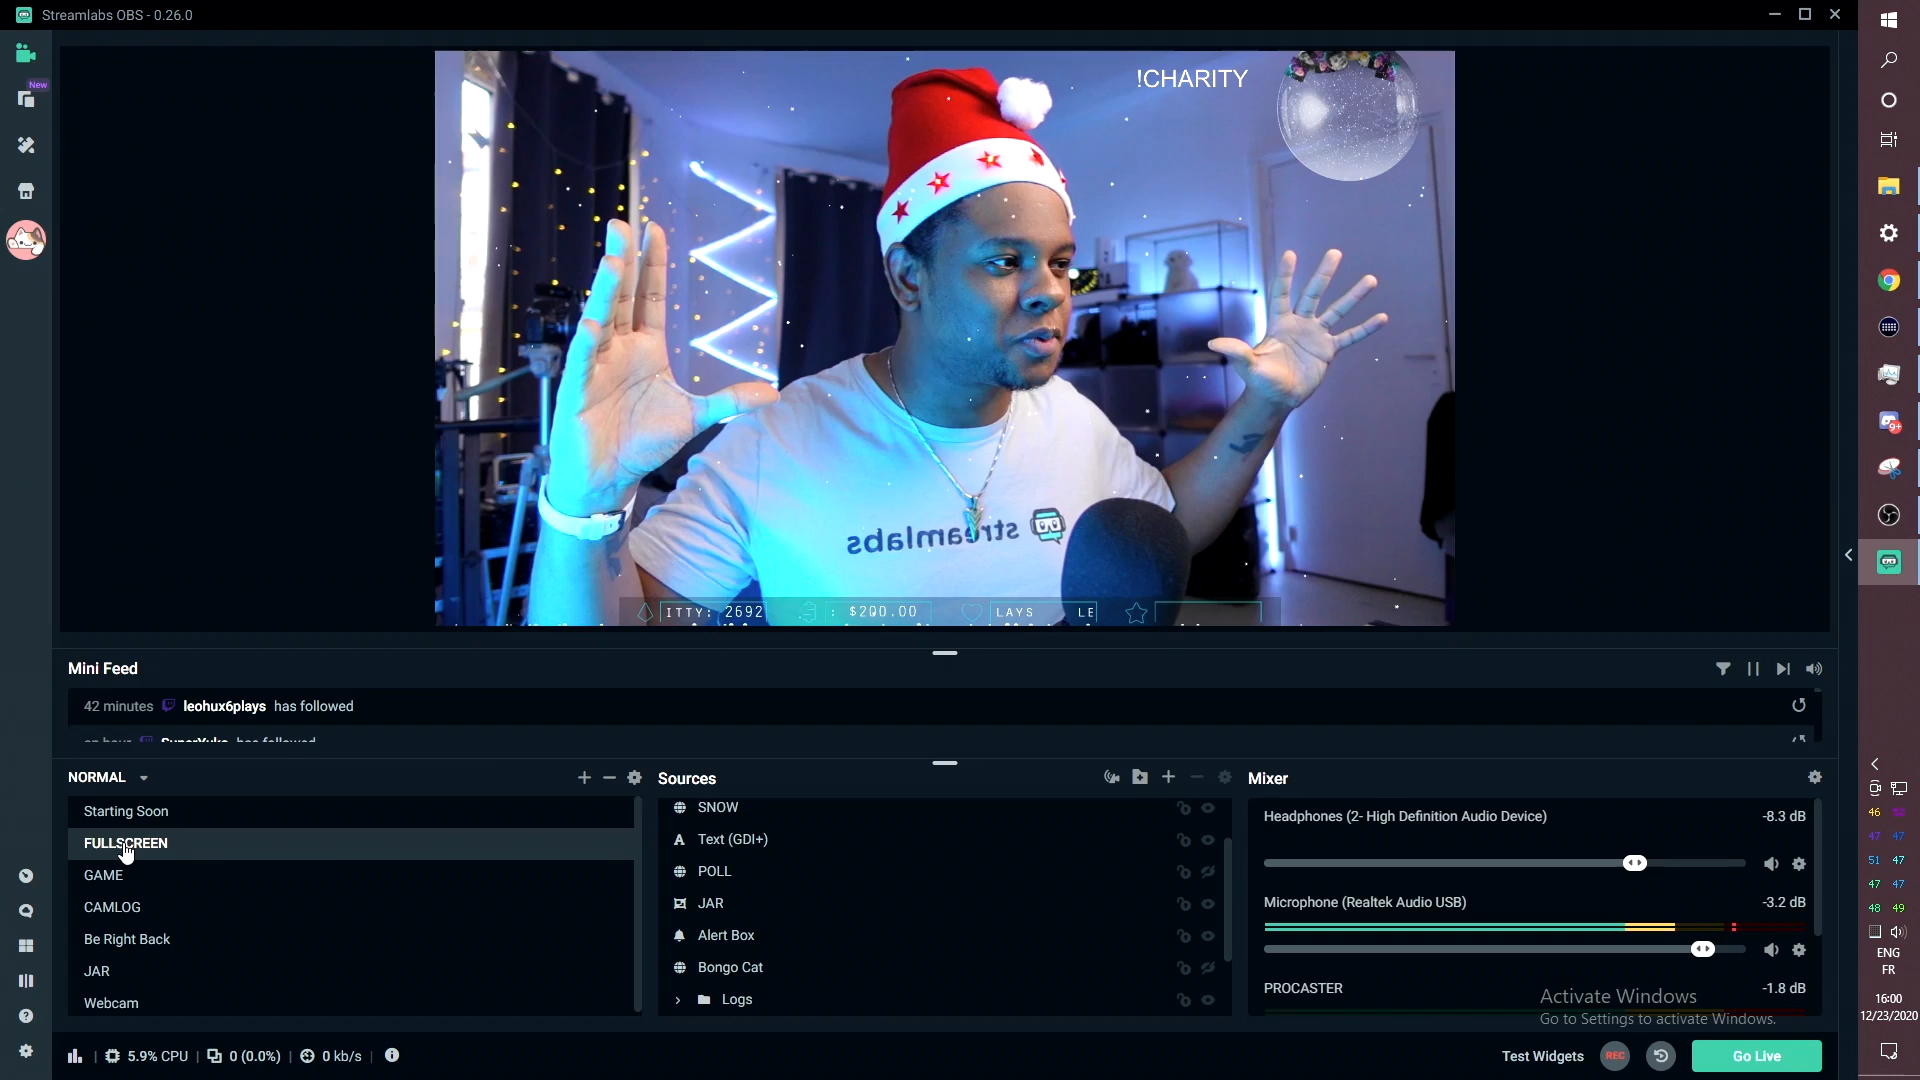 Streamlabs OBS - 0.26.0
New
!CHARITY
streamlabs
ITTY: 2692
: $200.00
LAYS LE
Mini Feed
42 minutes leohux6plays has followed
NORMAL
Starting Soon
FULLSCREEN
GAME
CAMLOG
Be Right Back
JAR
Webcam
Sources
SNOW
Text (GDI+)
POLL
JAR
Alert Box
Bongo Cat
Logs
Mixer
Headphones (2- High Definition Audio Device) -8.3 dB
Microphone (Realtek Audio USB) -3.2 dB
PROCASTER -1.8 dB
Activate Windows
Go to Settings to activate Windows.
5.9% CPU 0 (0.0%) 0 kb/s
Test Widgets REC Go Live
9+
46
47 47
51 47
47 47
48 49
ENG
FR
16:00
12/23/2020